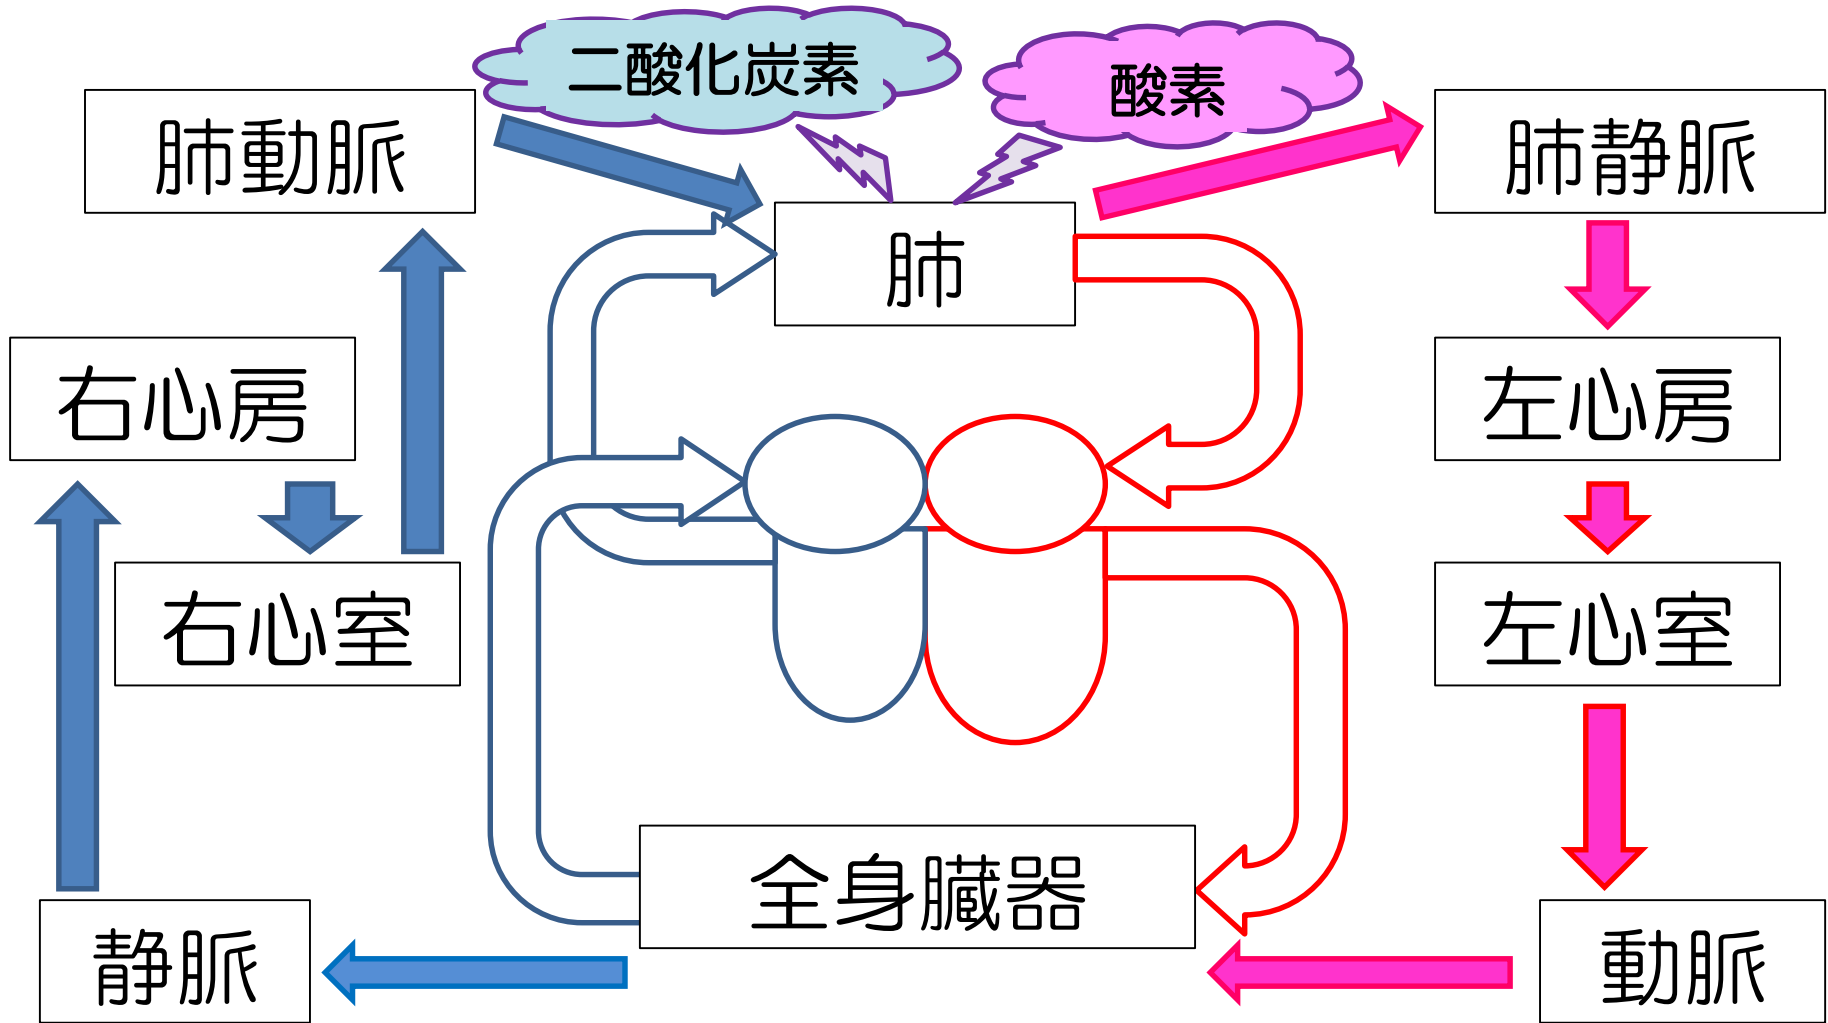 二酸化炭素
酸素
肺動脈
肺静脈
肺
右心房
左心房
右心室
左心室
全身臓器
静脈
動脈